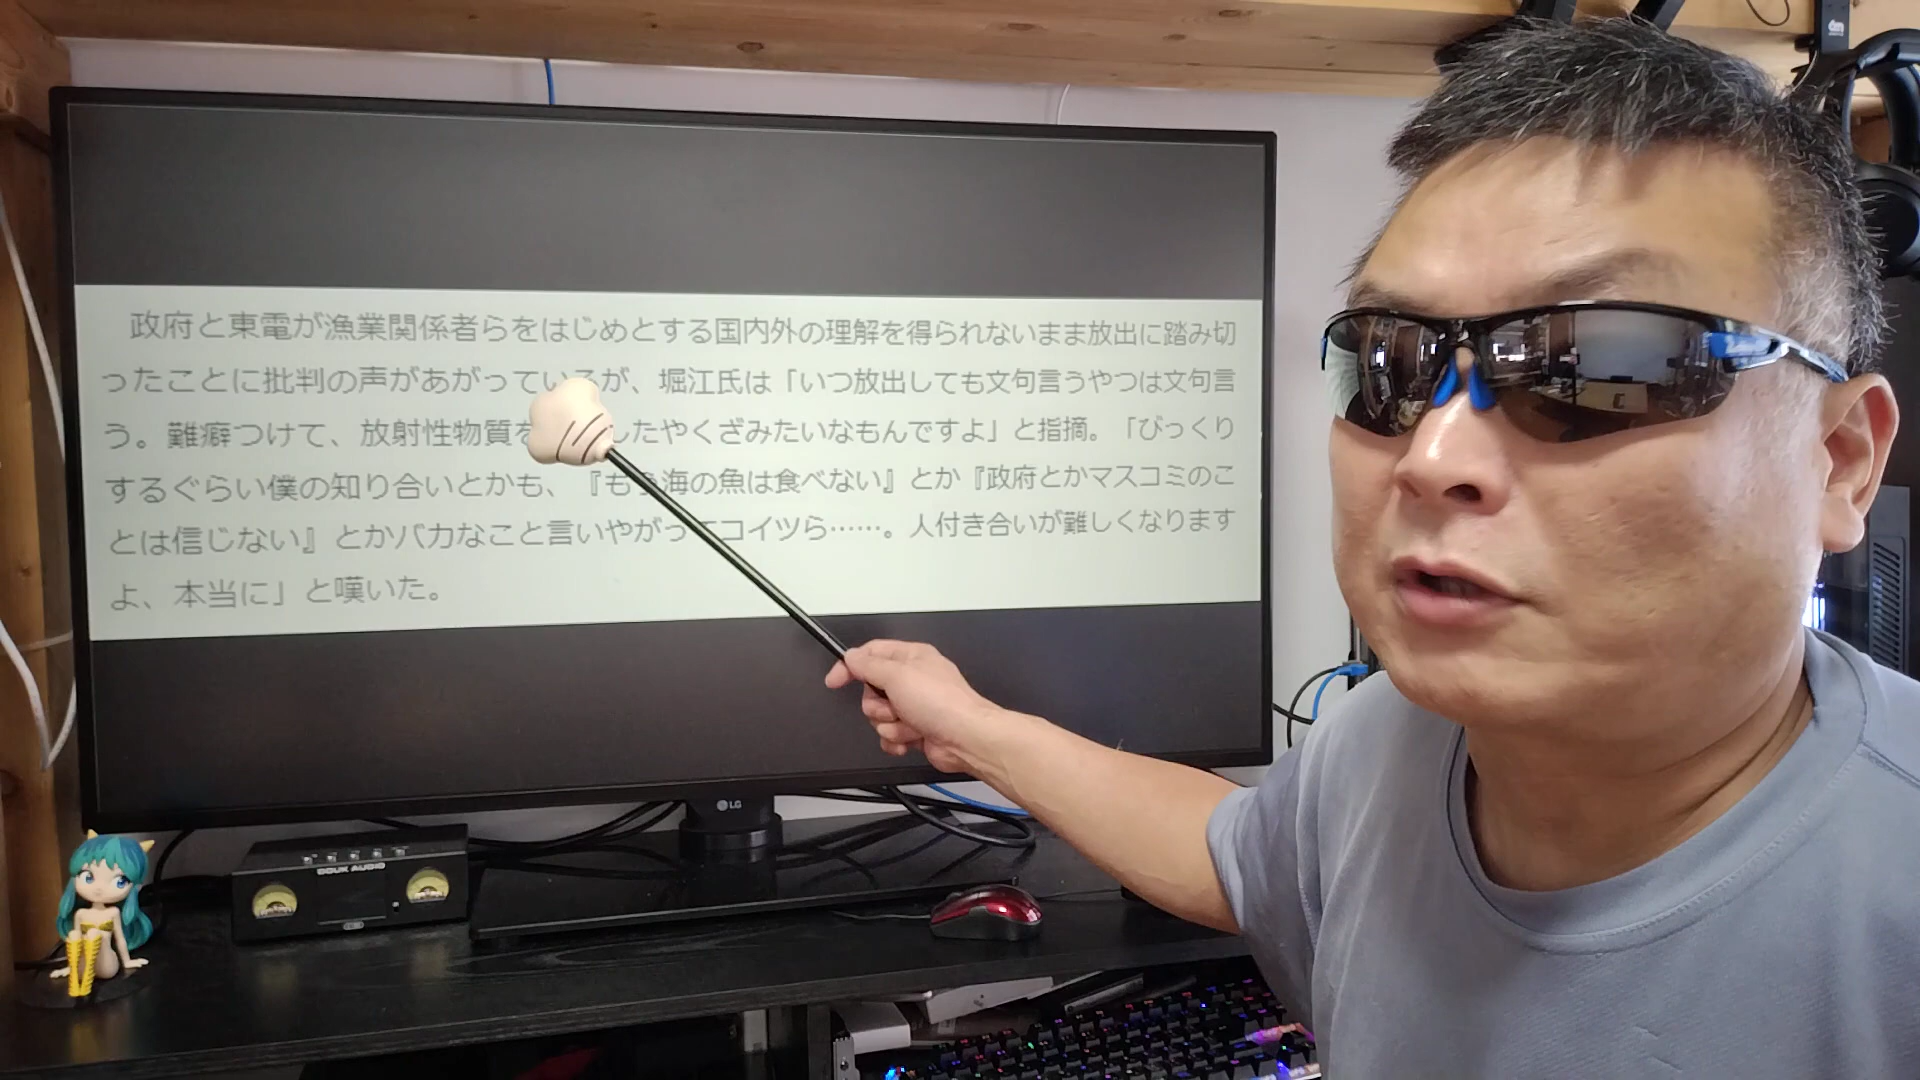 政府と東電が漁業関係者らをはじめとする国内外の理解を得られないまま放出に踏み切
ったことに批判の声があがっているが、堀江氏は「いつ放出しても文句言うやつは文句言
う。難癖つけて、放射性物質を したやくざみたいなもんですよ」と指摘。「びっくり
するぐらい僕の知り合いとかも、『もう海の魚は食べない』とか『政府とかマスコミのこ
とは信じない』とかバカなこと言いやがってコイツら……。人付き合いが難しくなります
よ、本当に」と嘆いた。
LG
DOUK AUDIO